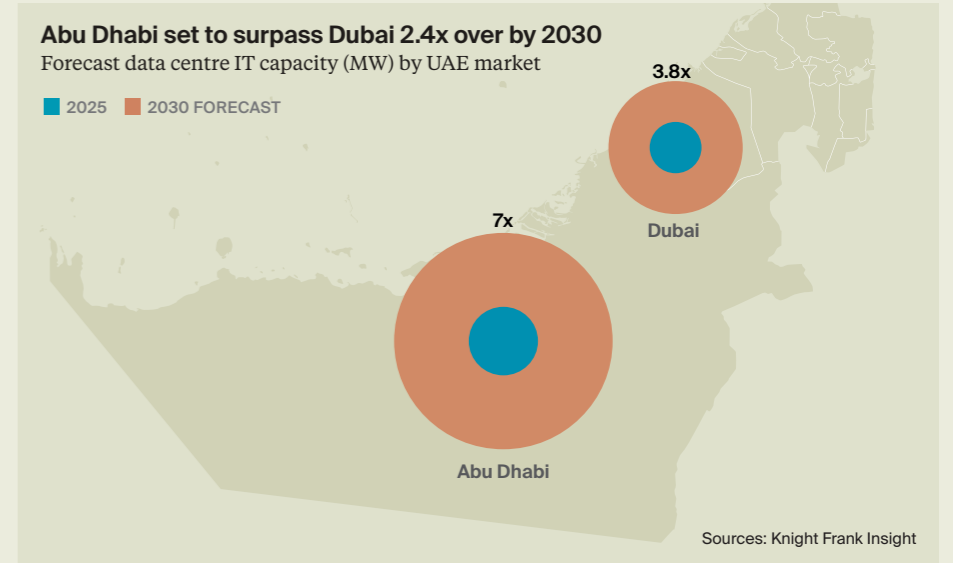 Abu Dhabi set to surpass Dubai 2.4x over by 2030
Forecast data centre IT capacity (MW) by UAE market
2025
2030 FORECAST
3.8x
Dubai
7x
Abu Dhabi
Sources: Knight Frank Insight